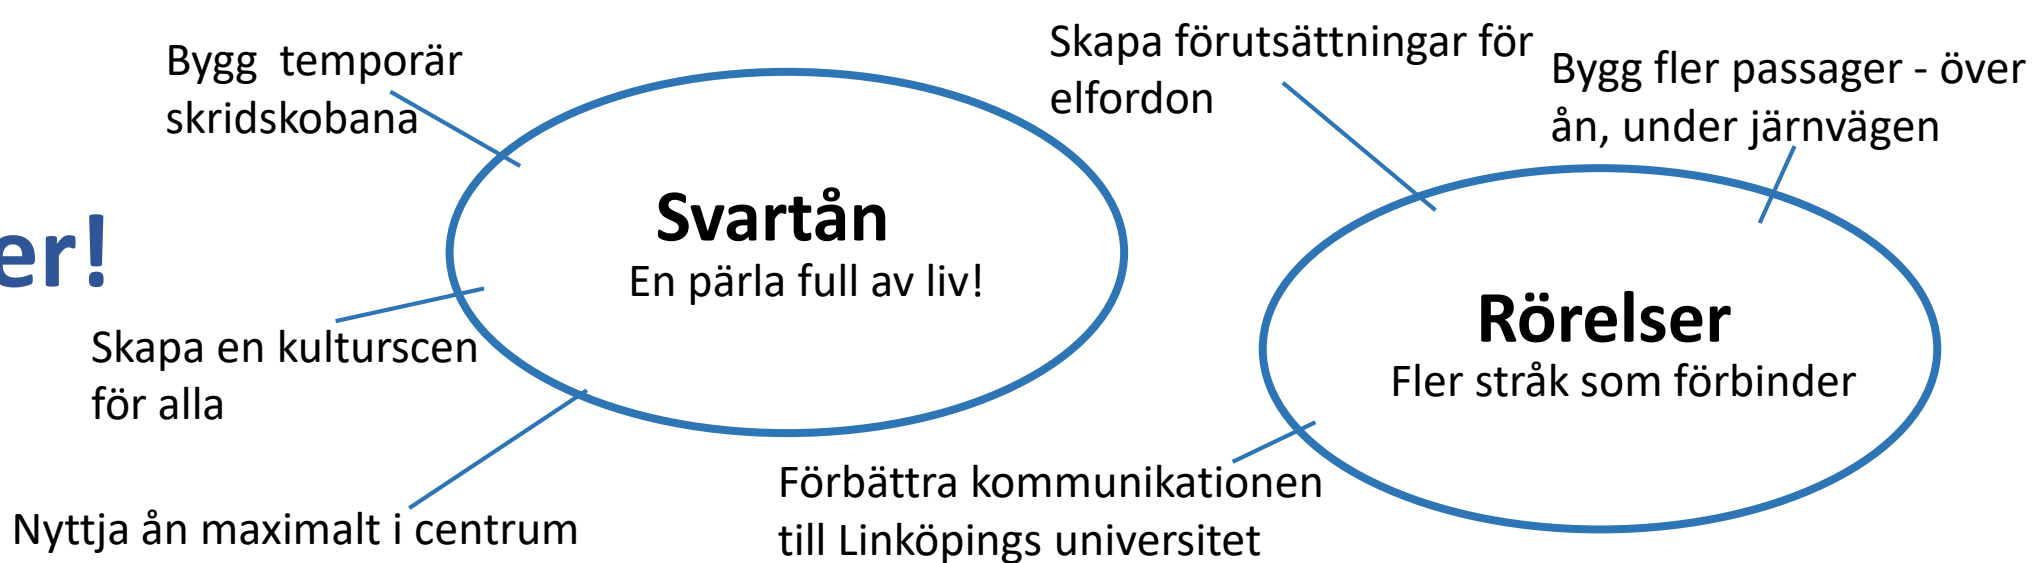 Bygg  temporär
skridskobana
Skapa förutsättningar för
elfordon
Bygg fler passager - över
ån, under järnvägen
er!
Svartån
En pärla full av liv!
Rörelser
Fler stråk som förbinder
Skapa en kulturscen
för alla
Nyttja ån maximalt i centrum
Förbättra kommunikationen
till Linköpings universitet